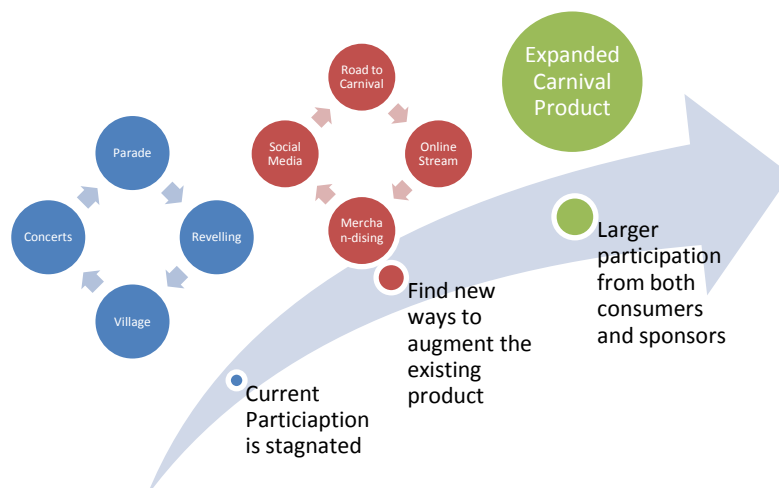 Parade
Revelling
Village
Concerts
Road to
Carnival
Online
Stream
Mercha
n-dising
Social
Media
Expanded
Carnival
Product
Current
Particiaption
is stagnated
Find new
ways to
augment the
existing
product
Larger
participation
from both
consumers
and sponsors